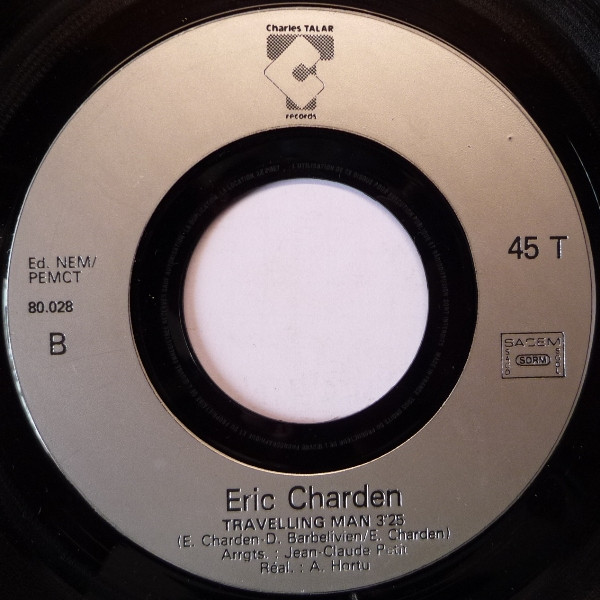 Charles TALAR
records
Ed. NEM/
PEMCT
80.028
B
45 T
SACEM
SDRM
Eric Charden
TRAVELLING MAN 3'25
(E. Charden-D. Barbelivien/E. Charden)
Arrgts. : Jean-Claude Petit
Réal. : A. Hortu